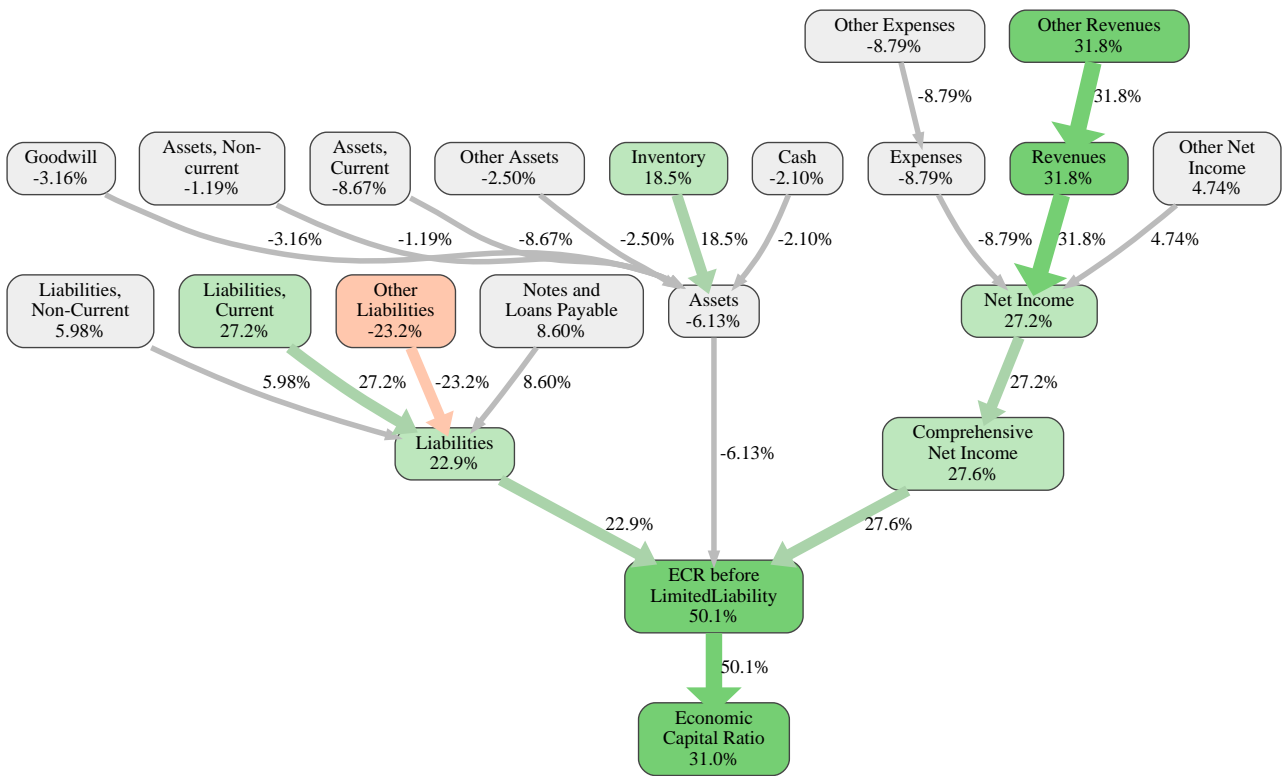 Other Expenses
-8.79%
Other Revenues
31.8%
-8.79%
31.8%
Goodwill
-3.16%
Assets, Non-
current
-1.19%
Assets,
Current
-8.67%
Other Assets
-2.50%
Inventory
18.5%
Cash
-2.10%
Expenses
-8.79%
Revenues
31.8%
Other Net
Income
4.74%
-3.16%
-1.19%
-8.67%
-2.50%
18.5%
-2.10%
-8.79%
31.8%
4.74%
Liabilities,
Non-Current
5.98%
Liabilities,
Current
27.2%
Other
Liabilities
-23.2%
Notes and
Loans Payable
8.60%
Assets
-6.13%
Net Income
27.2%
5.98%
27.2%
-23.2%
8.60%
27.2%
Liabilities
22.9%
-6.13%
Comprehensive
Net Income
27.6%
22.9%
27.6%
ECR before
LimitedLiability
50.1%
50.1%
Economic
Capital Ratio
31.0%